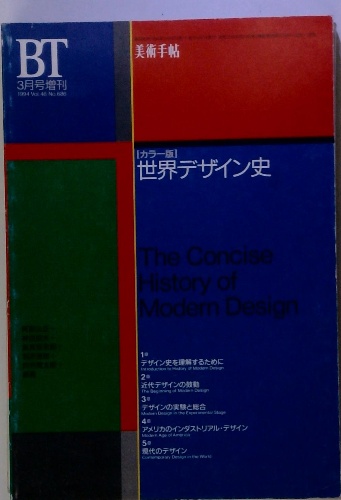 BT
美術手帖
3月号増刊
1994 Vol.46 No.686
[カラー版]
世界デザイン史
The Concise
History of
Modern Design
1章
デザイン史を理解するために
Introduction to History of Modern Design
2章
近代デザインの鼓動
The Beginning of Modern Design
3章
デザインの実験と総合
Modern Design in the Experimental Stage
4章
アメリカのインダストリアル・デザイン
Modern Age of America
5章
現代のデザイン
Contemporary Design in the World